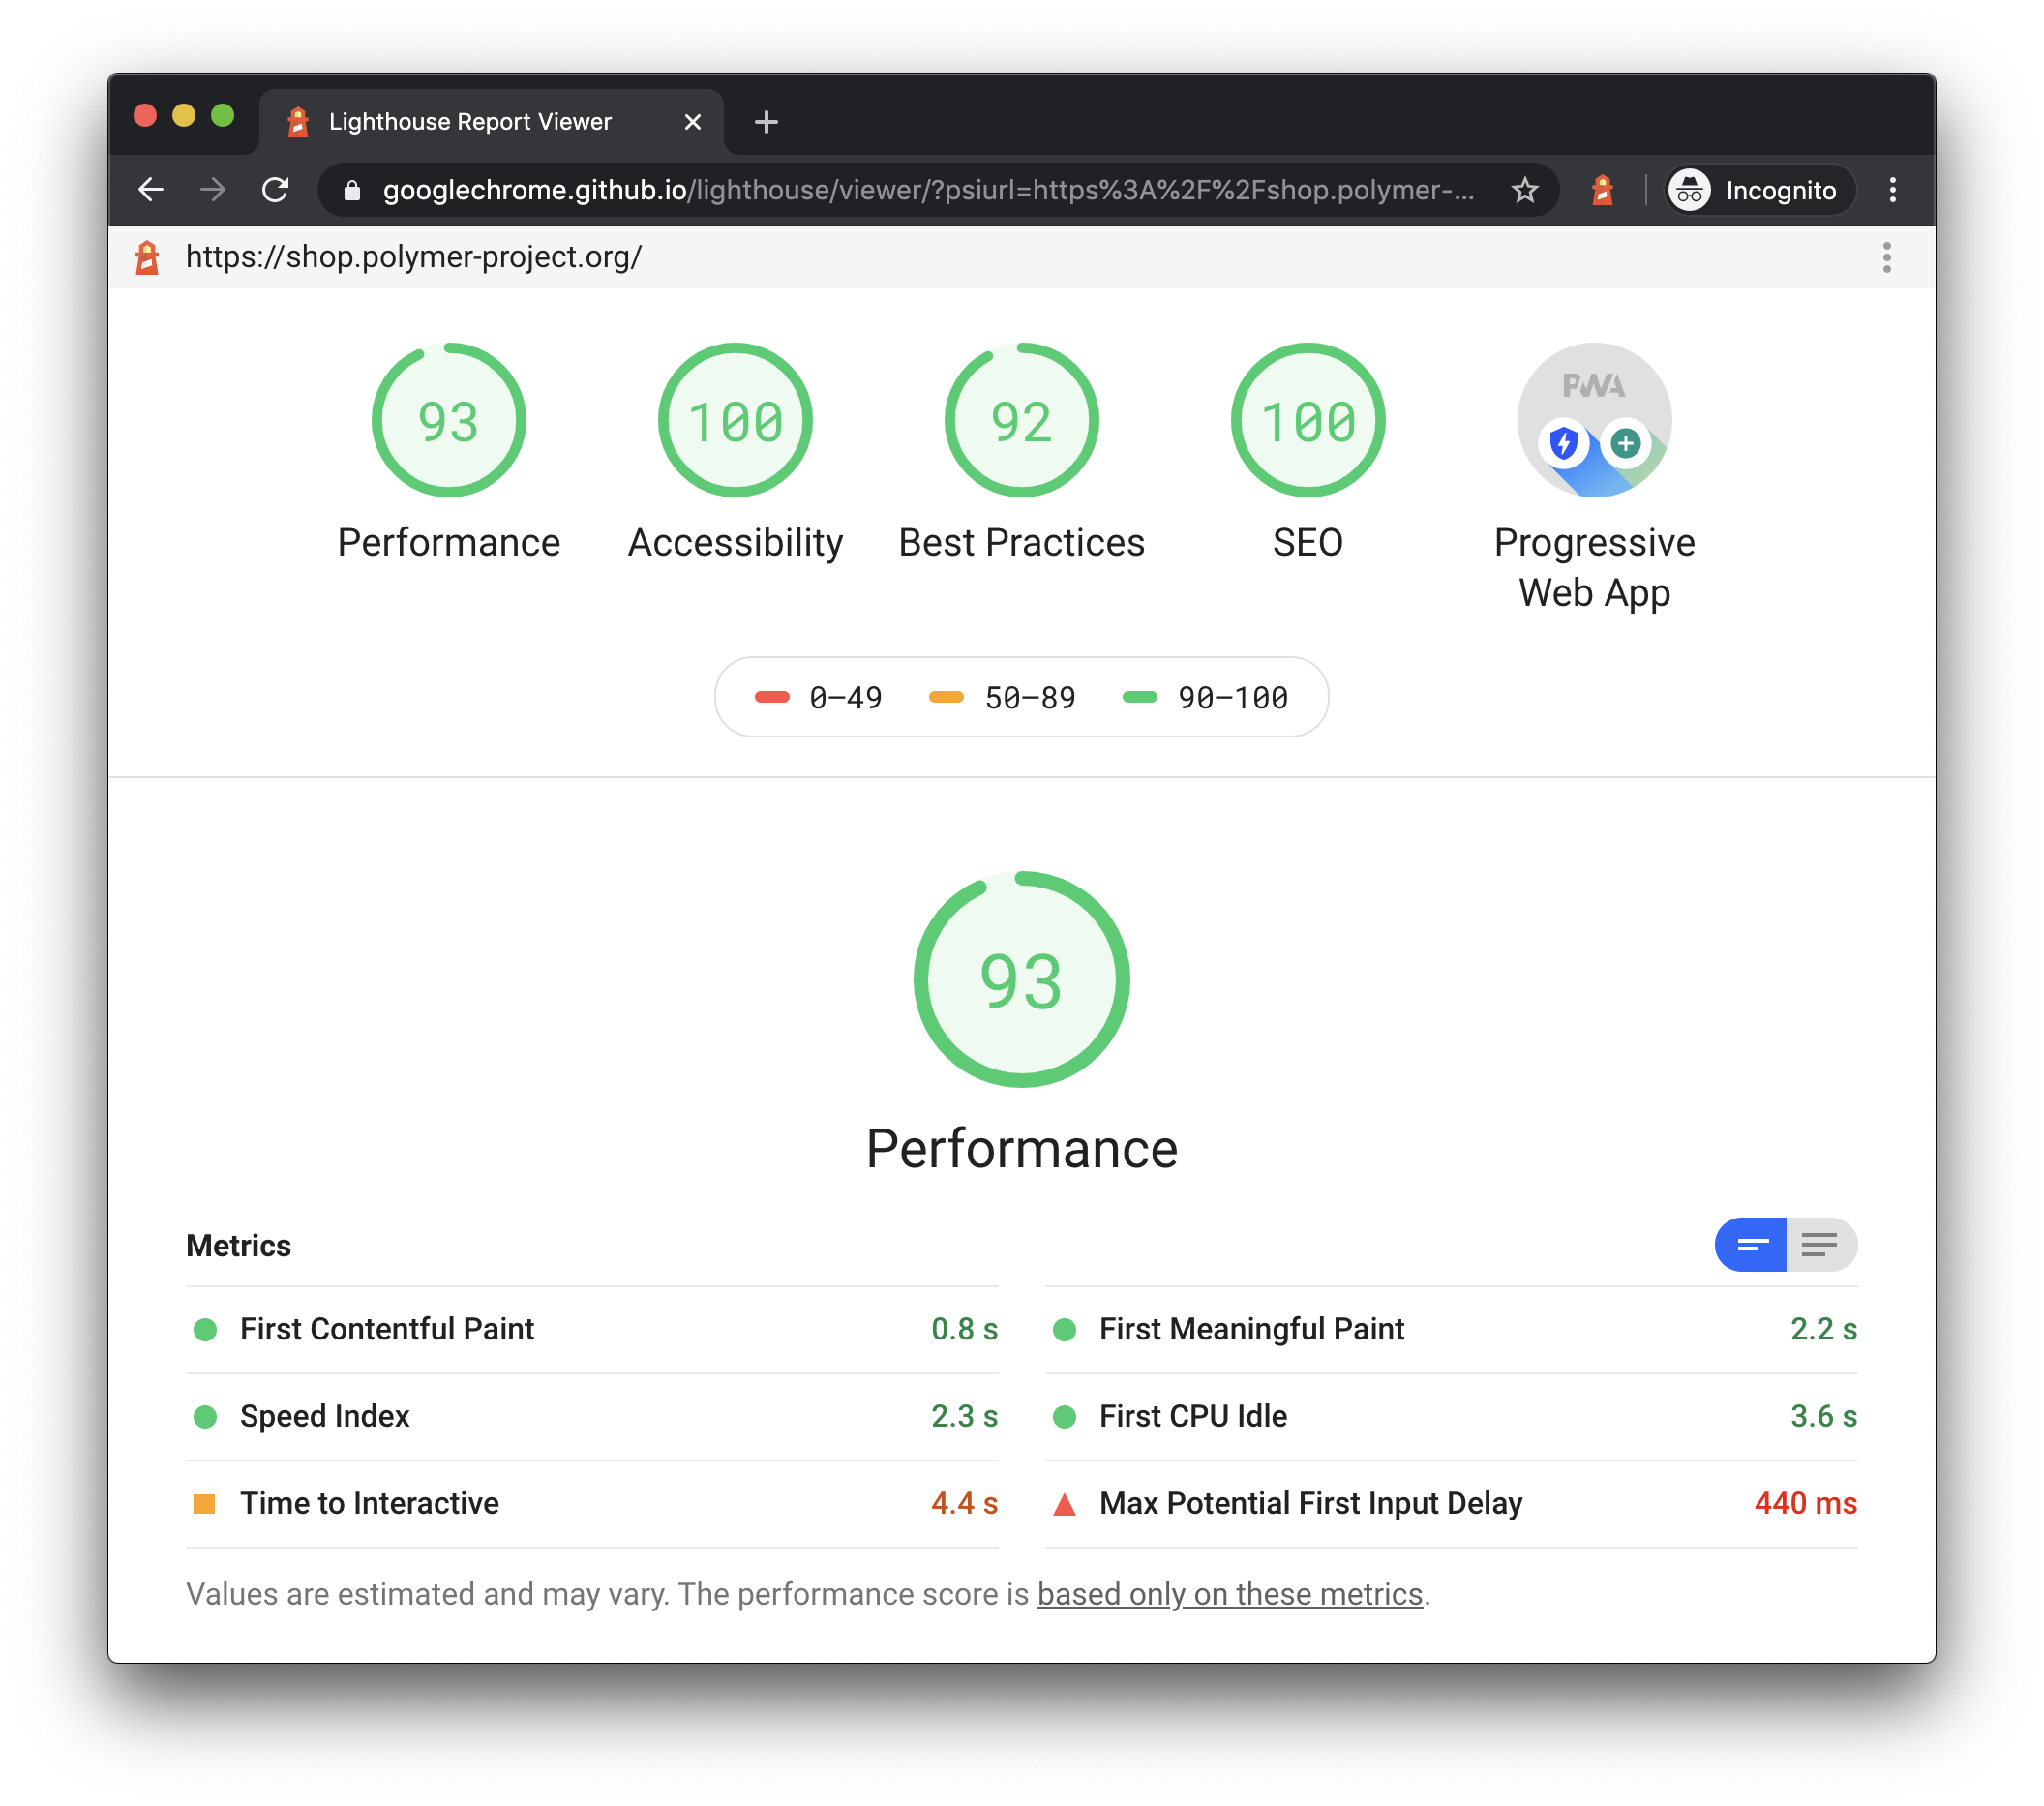 Lighthouse Report Viewer
googlechrome.github.io/lighthouse/viewer/?psiurl=https%3A%2F%2Fshop.polymer-...
Incognito
https://shop.polymer-project.org/
93
100
92
100
PWA
Performance
Accessibility
Best Practices
SEO
Progressive
Web App
0–49
50–89
90–100
93
Performance
Metrics
First Contentful Paint 0.8 s
First Meaningful Paint 2.2 s
Speed Index 2.3 s
First CPU Idle 3.6 s
Time to Interactive 4.4 s
Max Potential First Input Delay 440 ms
Values are estimated and may vary. The performance score is based only on these metrics.